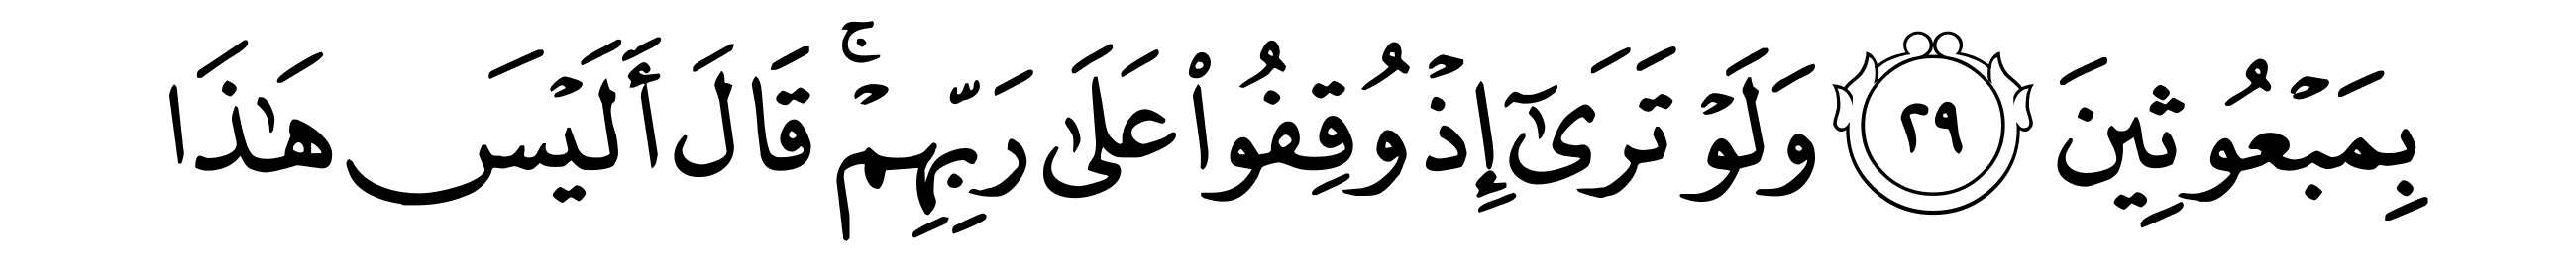 بِمَبْعُوثِينَ ٢٩ وَلَوْ تَرَىٰٓ إِذْ وُقِفُوا۟ عَلَىٰ رَبِّهِمْ ۚ قَالَ أَلَيْسَ هَـٰذَا